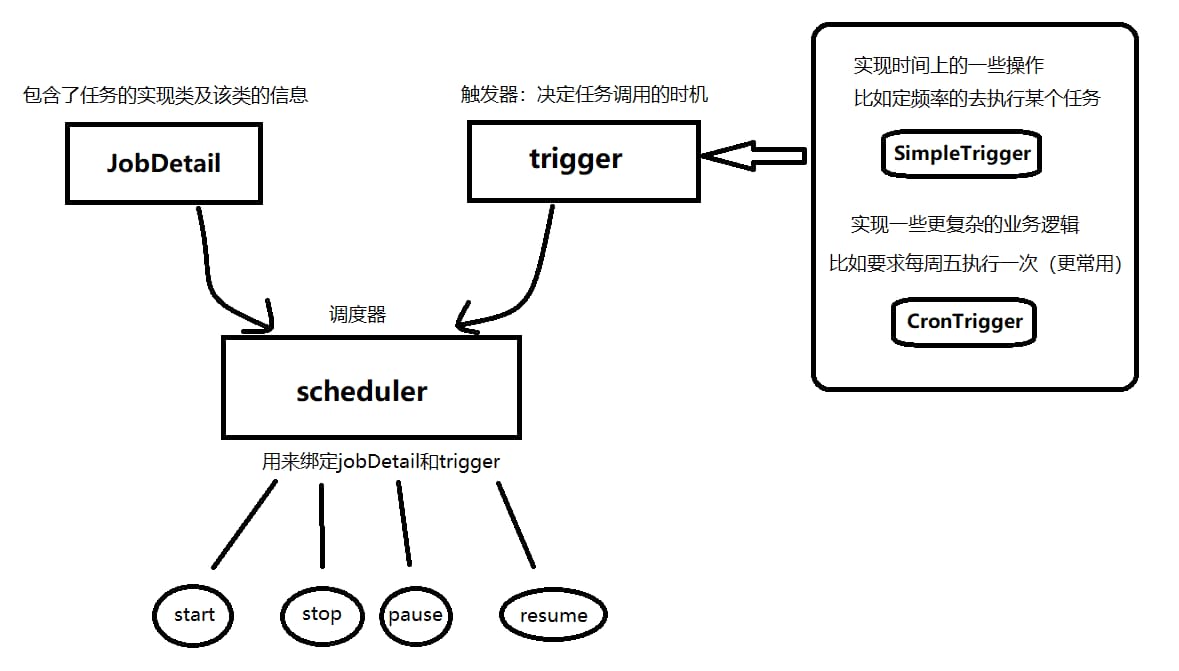 包含了任务的实现类及该类的信息
JobDetail
触发器：决定任务调用的时机
trigger
实现时间上的一些操作
比如定频率的去执行某个任务
SimpleTrigger
实现一些更复杂的业务逻辑
比如要求每周五执行一次（更常用）
CronTrigger
调度器
scheduler
用来绑定jobDetail和trigger
start
stop
pause
resume